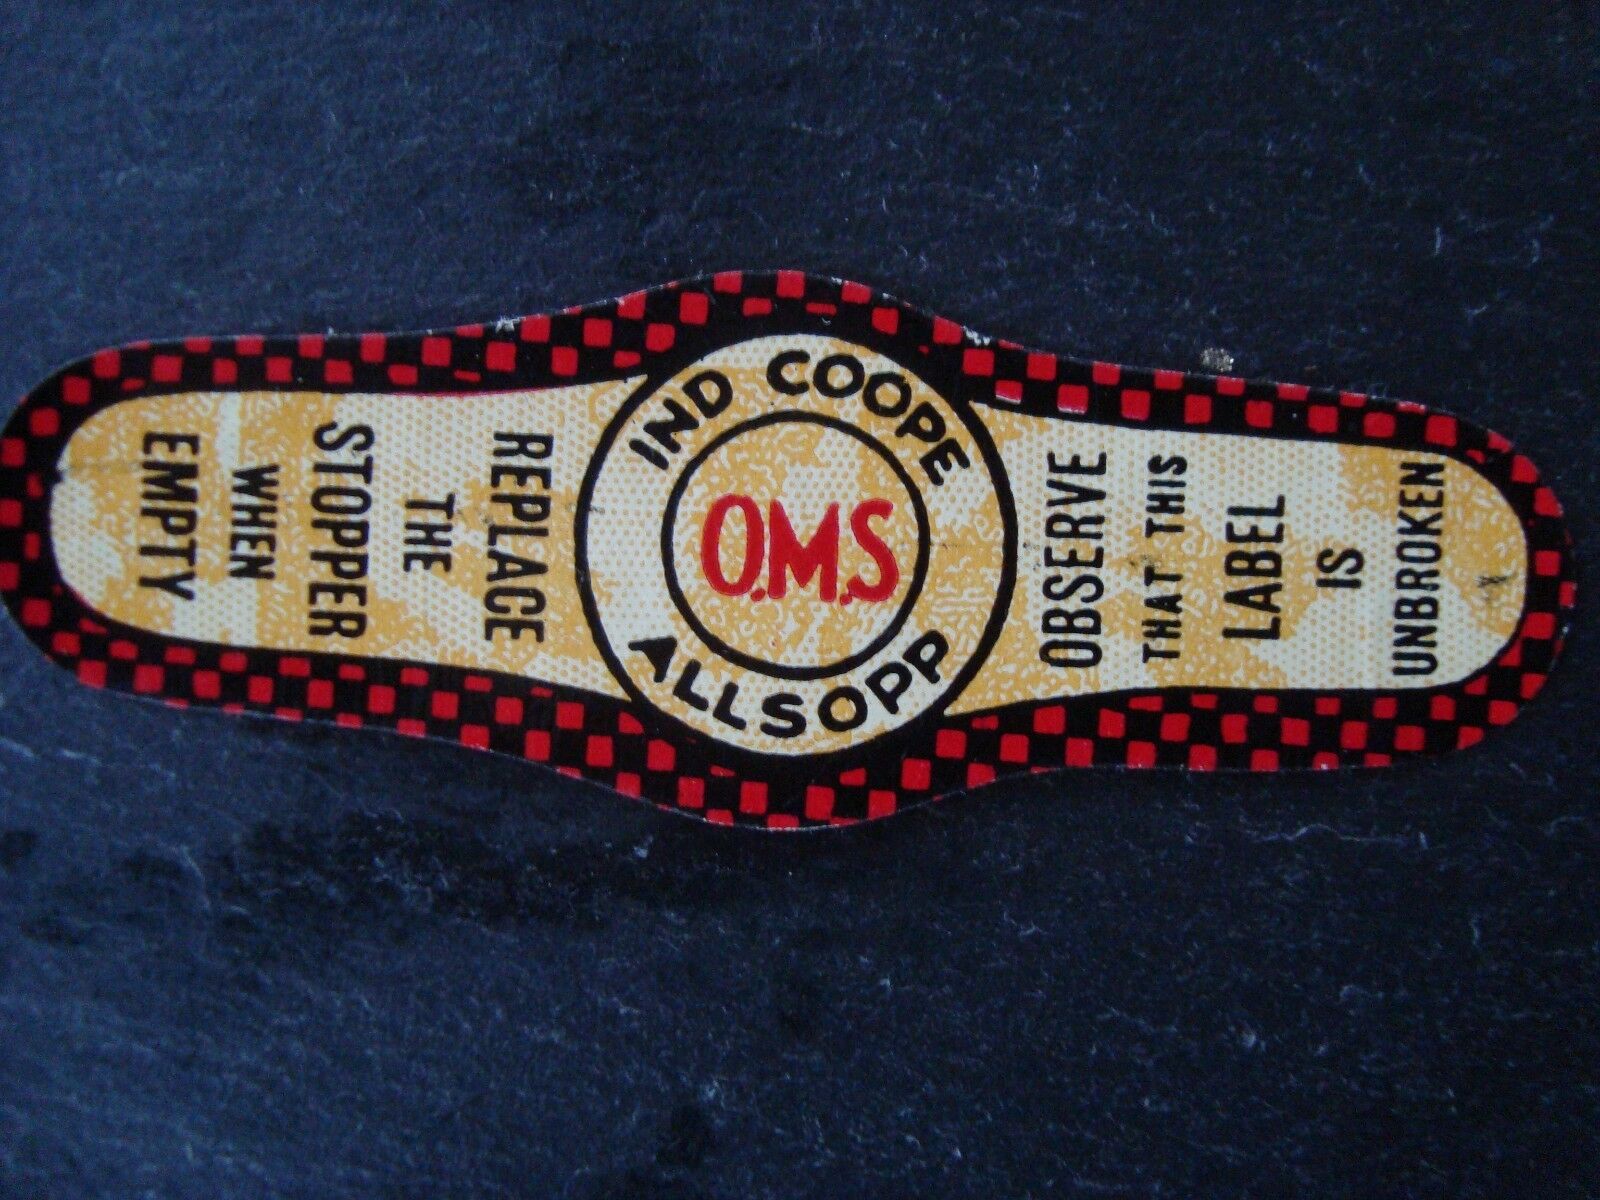 IND COOPE
O.M.S
ALLSOPP
REPLACE
THE
STOPPER
WHEN
EMPTY
OBSERVE
THAT THIS
LABEL
IS
UNBROKEN